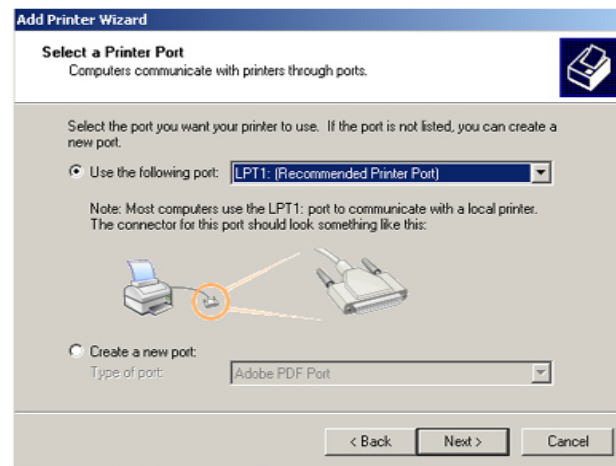 Add Printer Wizard
Select a Printer Port
Computers communicate with printers through ports.
Select the port you want your printer to use. If the port is not listed, you can create a
new port.
Use the following port: LPT1: (Recommended Printer Port)
Note: Most computers use the LPT1: port to communicate with a local printer.
The connector for this port should look something like this:
Create a new port:
Type of port: Adobe PDF Port
< Back Next > Cancel